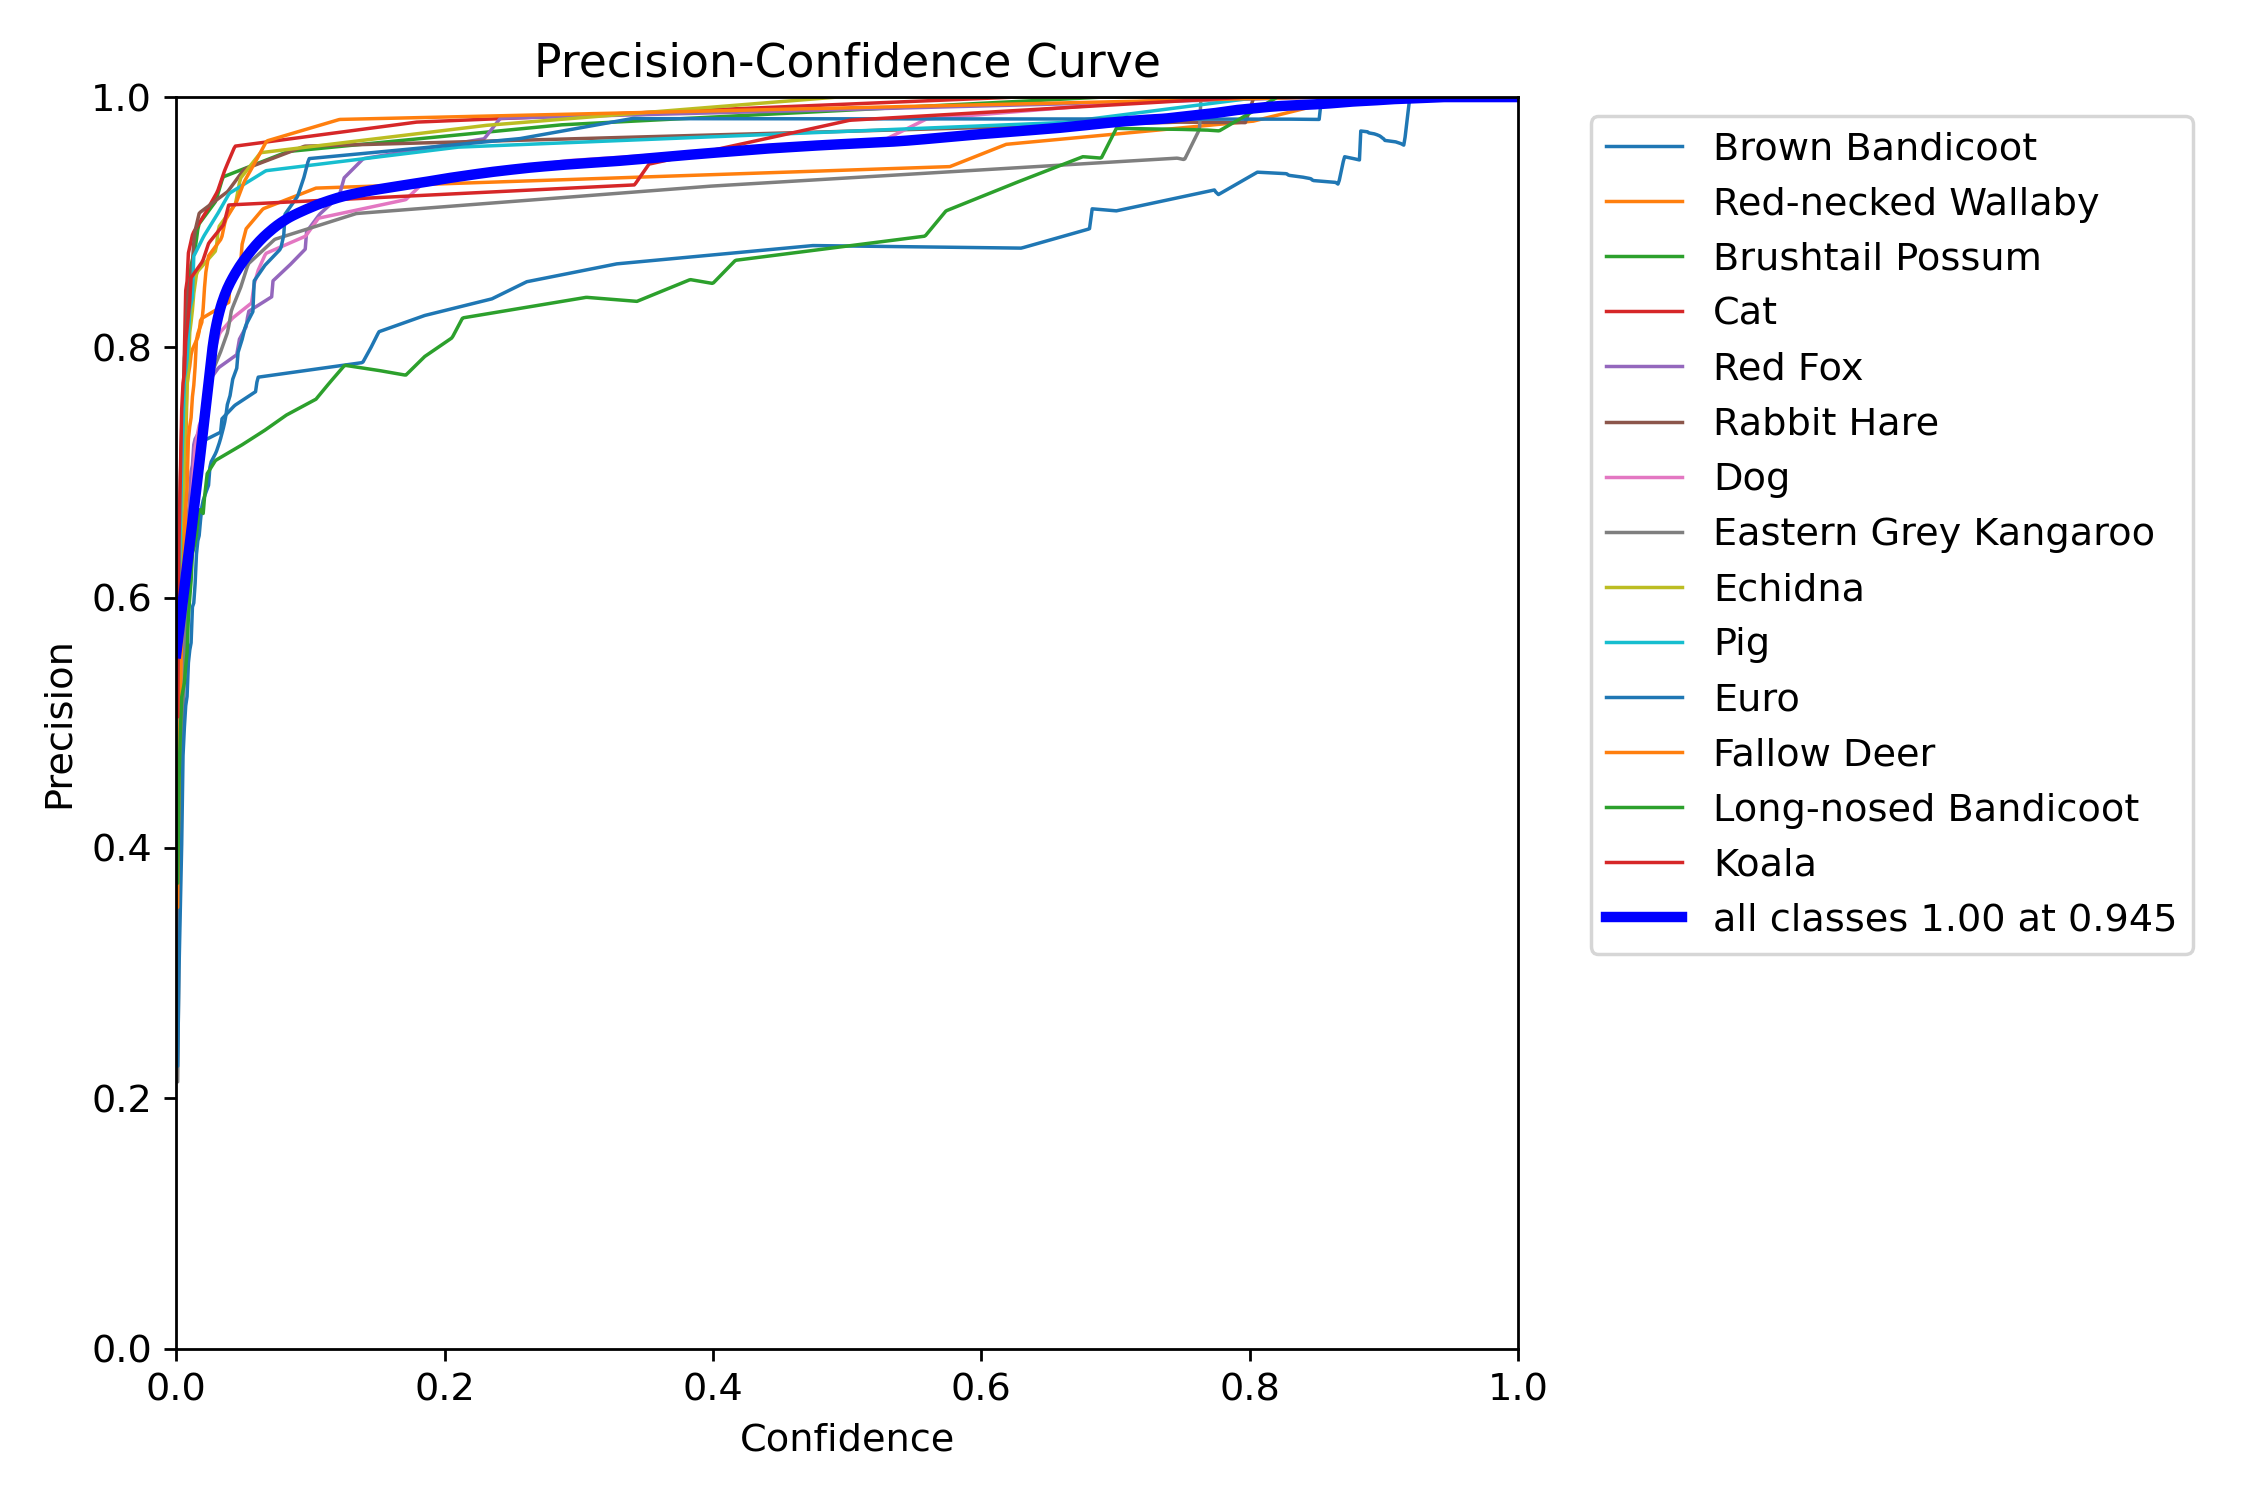 Precision-Confidence Curve
1.0
0.8
0.6
0.4
0.2
0.0
Precision
0.0 0.2 0.4 0.6 0.8 1.0
Confidence
Brown Bandicoot
Red-necked Wallaby
Brushtail Possum
Cat
Red Fox
Rabbit Hare
Dog
Eastern Grey Kangaroo
Echidna
Pig
Euro
Fallow Deer
Long-nosed Bandicoot
Koala
all classes 1.00 at 0.945